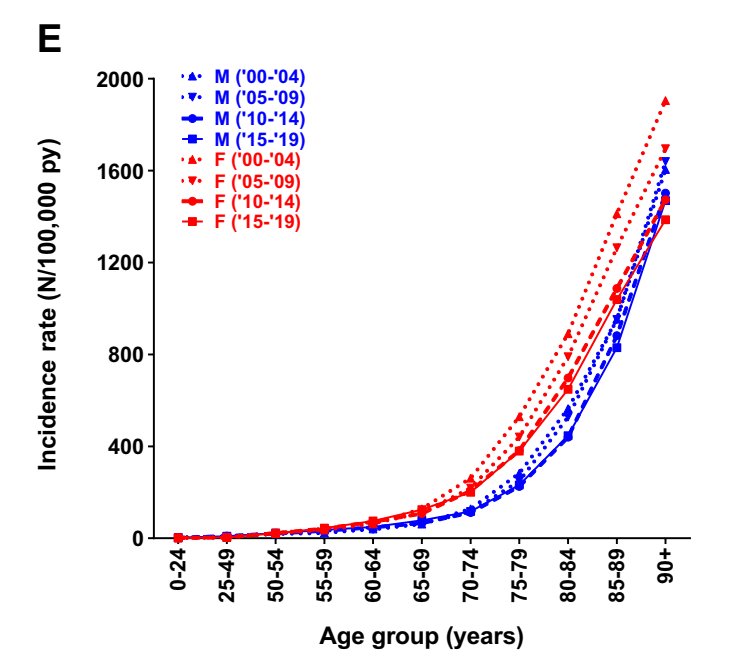 E
2000
1600
1200
800
400
0
Incidence rate (N/100,000 py)
M ('00-'04)
M ('05-'09)
M ('10-'14)
M ('15-'19)
F ('00-'04)
F ('05-'09)
F ('10-'14)
F ('15-'19)
0-24
25-49
50-54
55-59
60-64
65-69
70-74
75-79
80-84
85-89
90+
Age group (years)